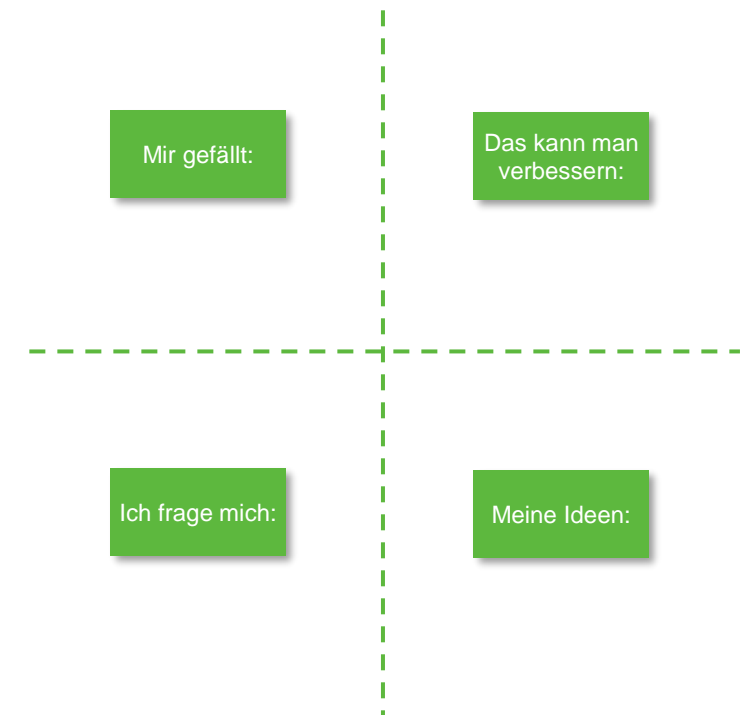 Mir gefällt:
Das kann man
verbessern:
Ich frage mich:
Meine Ideen: